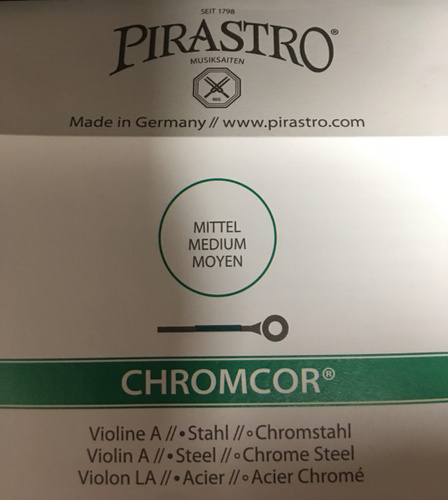 SEIT 1798
PIRASTRO®
MUSIKSAITEN
REG
Made in Germany // www.pirastro.com
MITTEL
MEDIUM
MOYEN
CHROMCOR®
Violine A // • Stahl // ∘ Chromstahl
Violin A // • Steel // ∘ Chrome Steel
Violon LA // • Acier // ∘ Acier Chromé